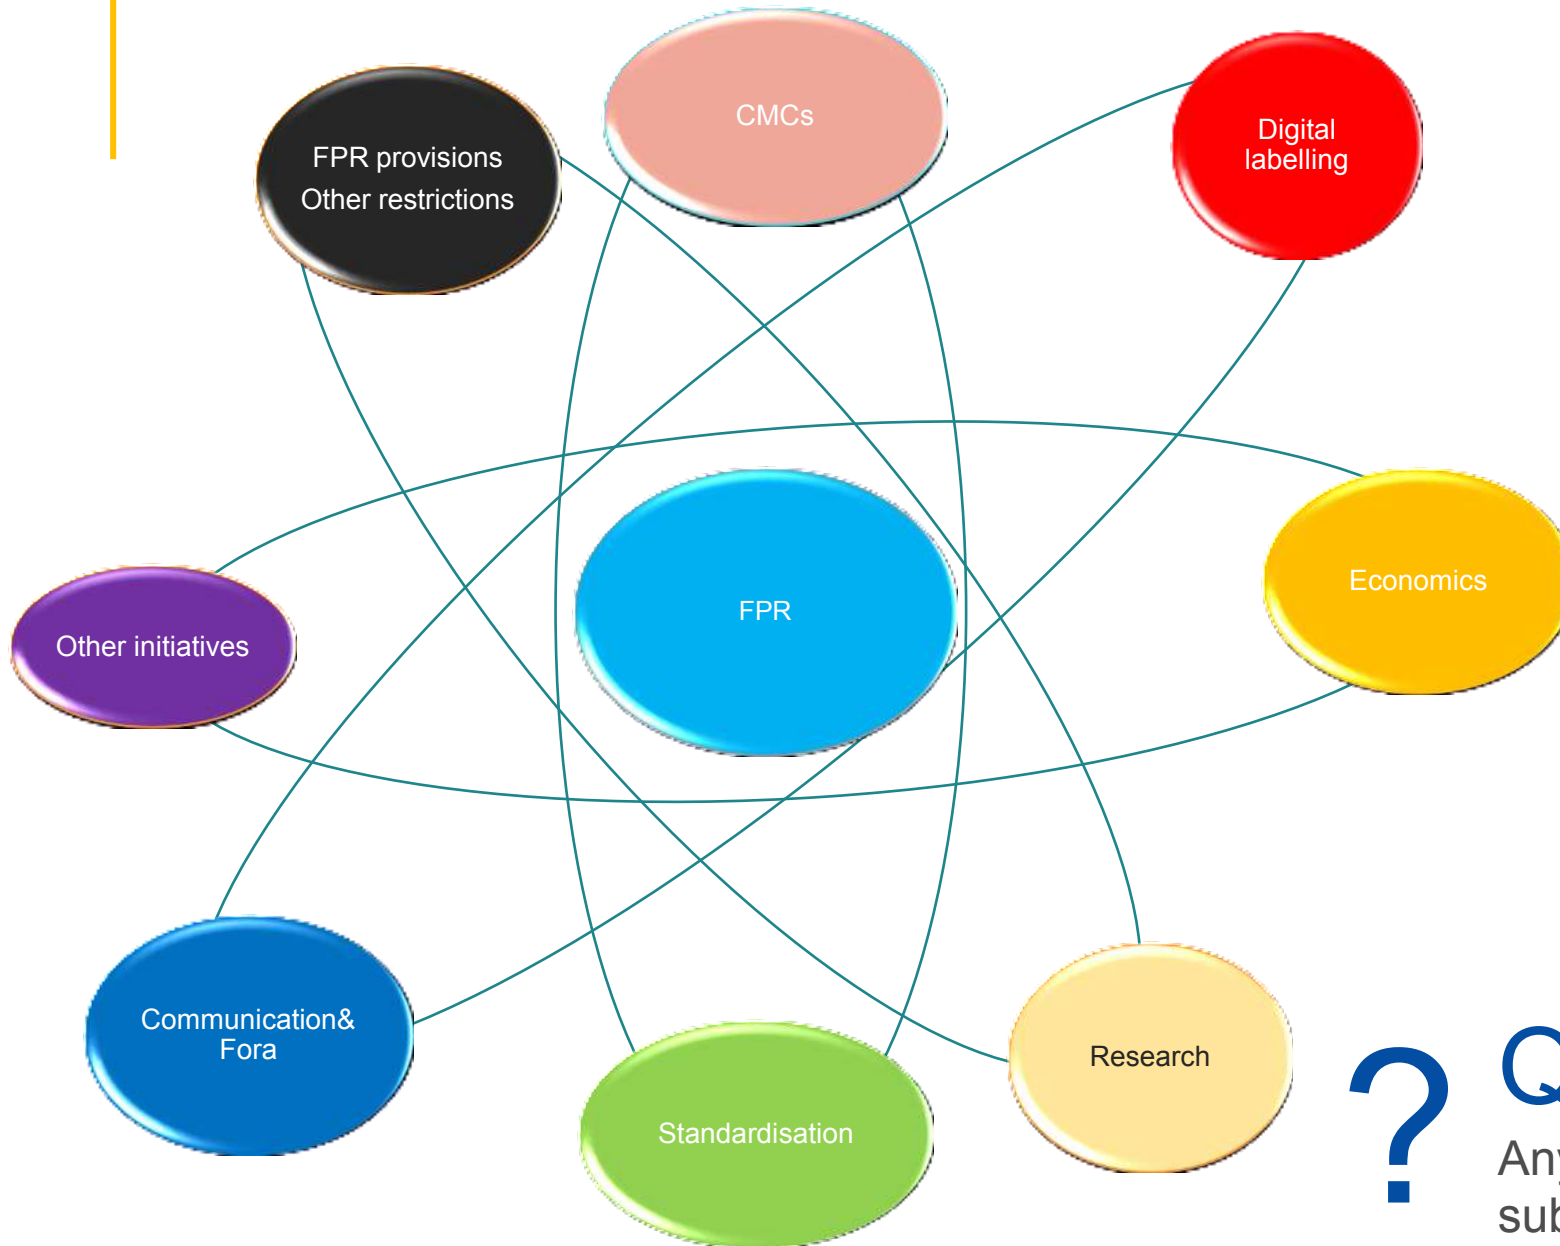 CMCs
Digital
labelling
FPR provisions
Other restrictions
Economics
FPR
Other initiatives
Communication&
Fora
Research
Standardisation
?